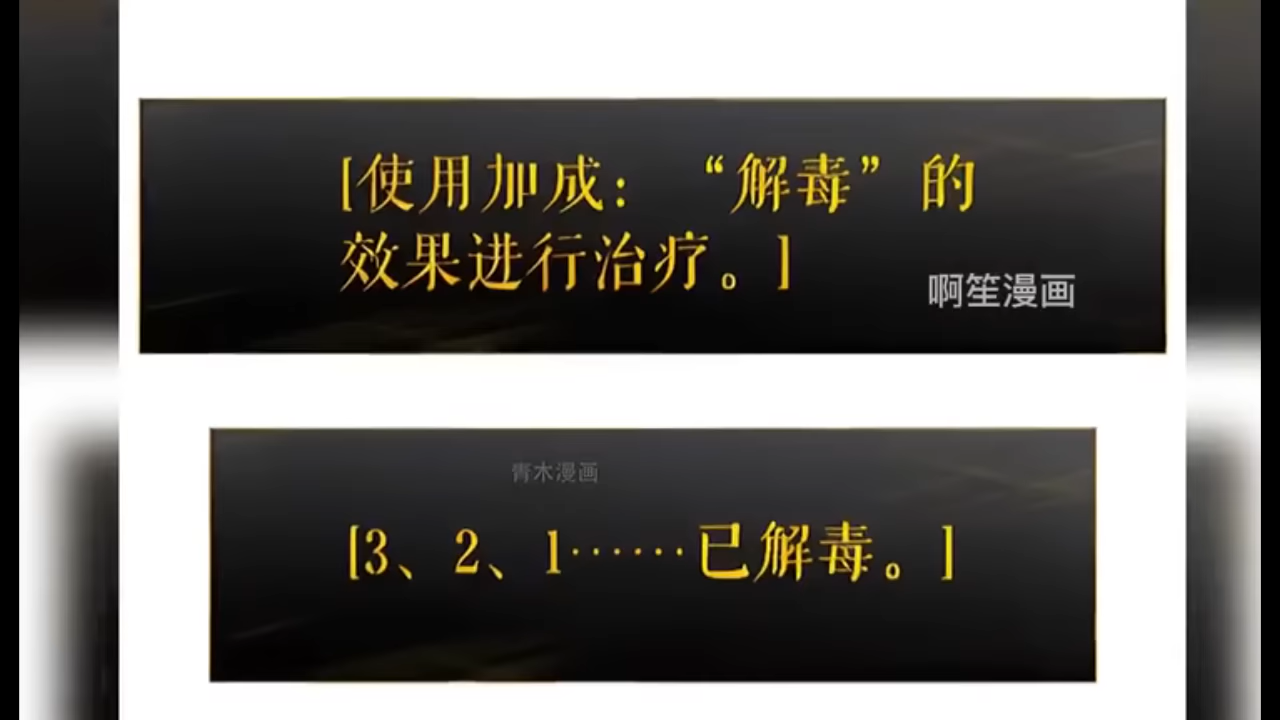 [使用加成：“解毒”的
效果进行治疗。]
啊笙漫画
青木漫画
[3、2、1……已解毒。]